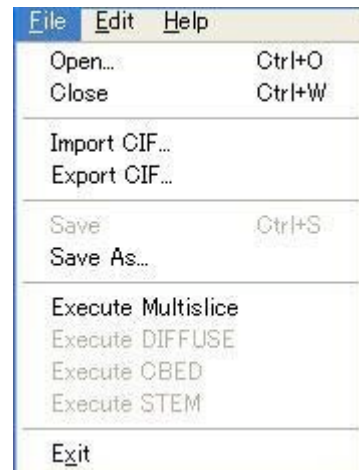 File Edit Help
Open... Ctrl+O
Close Ctrl+W
Import CIF...
Export CIF...
Save Ctrl+S
Save As...
Execute Multislice
Execute DIFFUSE
Execute CBED
Execute STEM
Exit